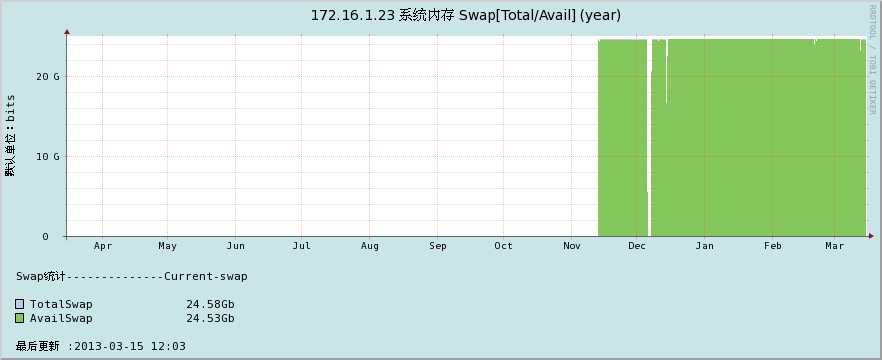 172.16.1.23 系统内存 Swap[Total/Avail] (year)
RRDTOOL / TOBI OETIKER
默认单位：bits
20 G
10 G
0
Apr May Jun Jul Aug Sep Oct Nov Dec Jan Feb Mar
Swap统计--------------Current-swap
TotalSwap 24.58Gb
AvailSwap 24.53Gb
最后更新 :2013-03-15 12:03